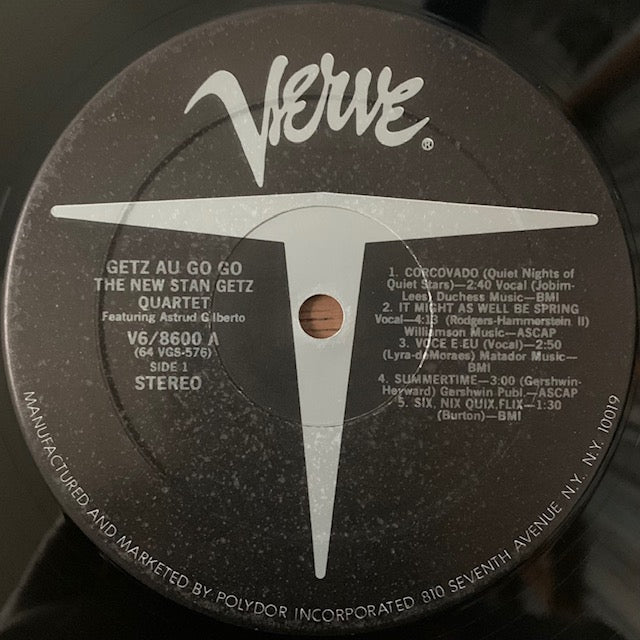 Verve®
GETZ AU GO GO
THE NEW STAN GETZ
QUARTET
Featuring Astrud Gilberto
V6/8600 A
(64 VGS-576)
SIDE 1
STEREO
1. CORCOVADO (Quiet Nights of
Quiet Stars)—2:40 Vocal (Jobim-
Lees) Duchess Music—BMI
2. IT MIGHT AS WELL BE SPRING
Vocal—4:13 (Rodgers-Hammerstein II)
Williamson Music—ASCAP
3. VOCE E EU (Vocal)—2:50
(Lyra-deMoraes) Matador Music—
BMI
4. SUMMERTIME—3:00 (Gershwin-
Heyward) Gershwin Publ.—ASCAP
5. SIX, NIX QUIX FLIX—1:30
(Burton)—BMI
MANUFACTURED AND MARKETED BY POLYDOR INCORPORATED 810 SEVENTH AVENUE N.Y. N.Y. 10019